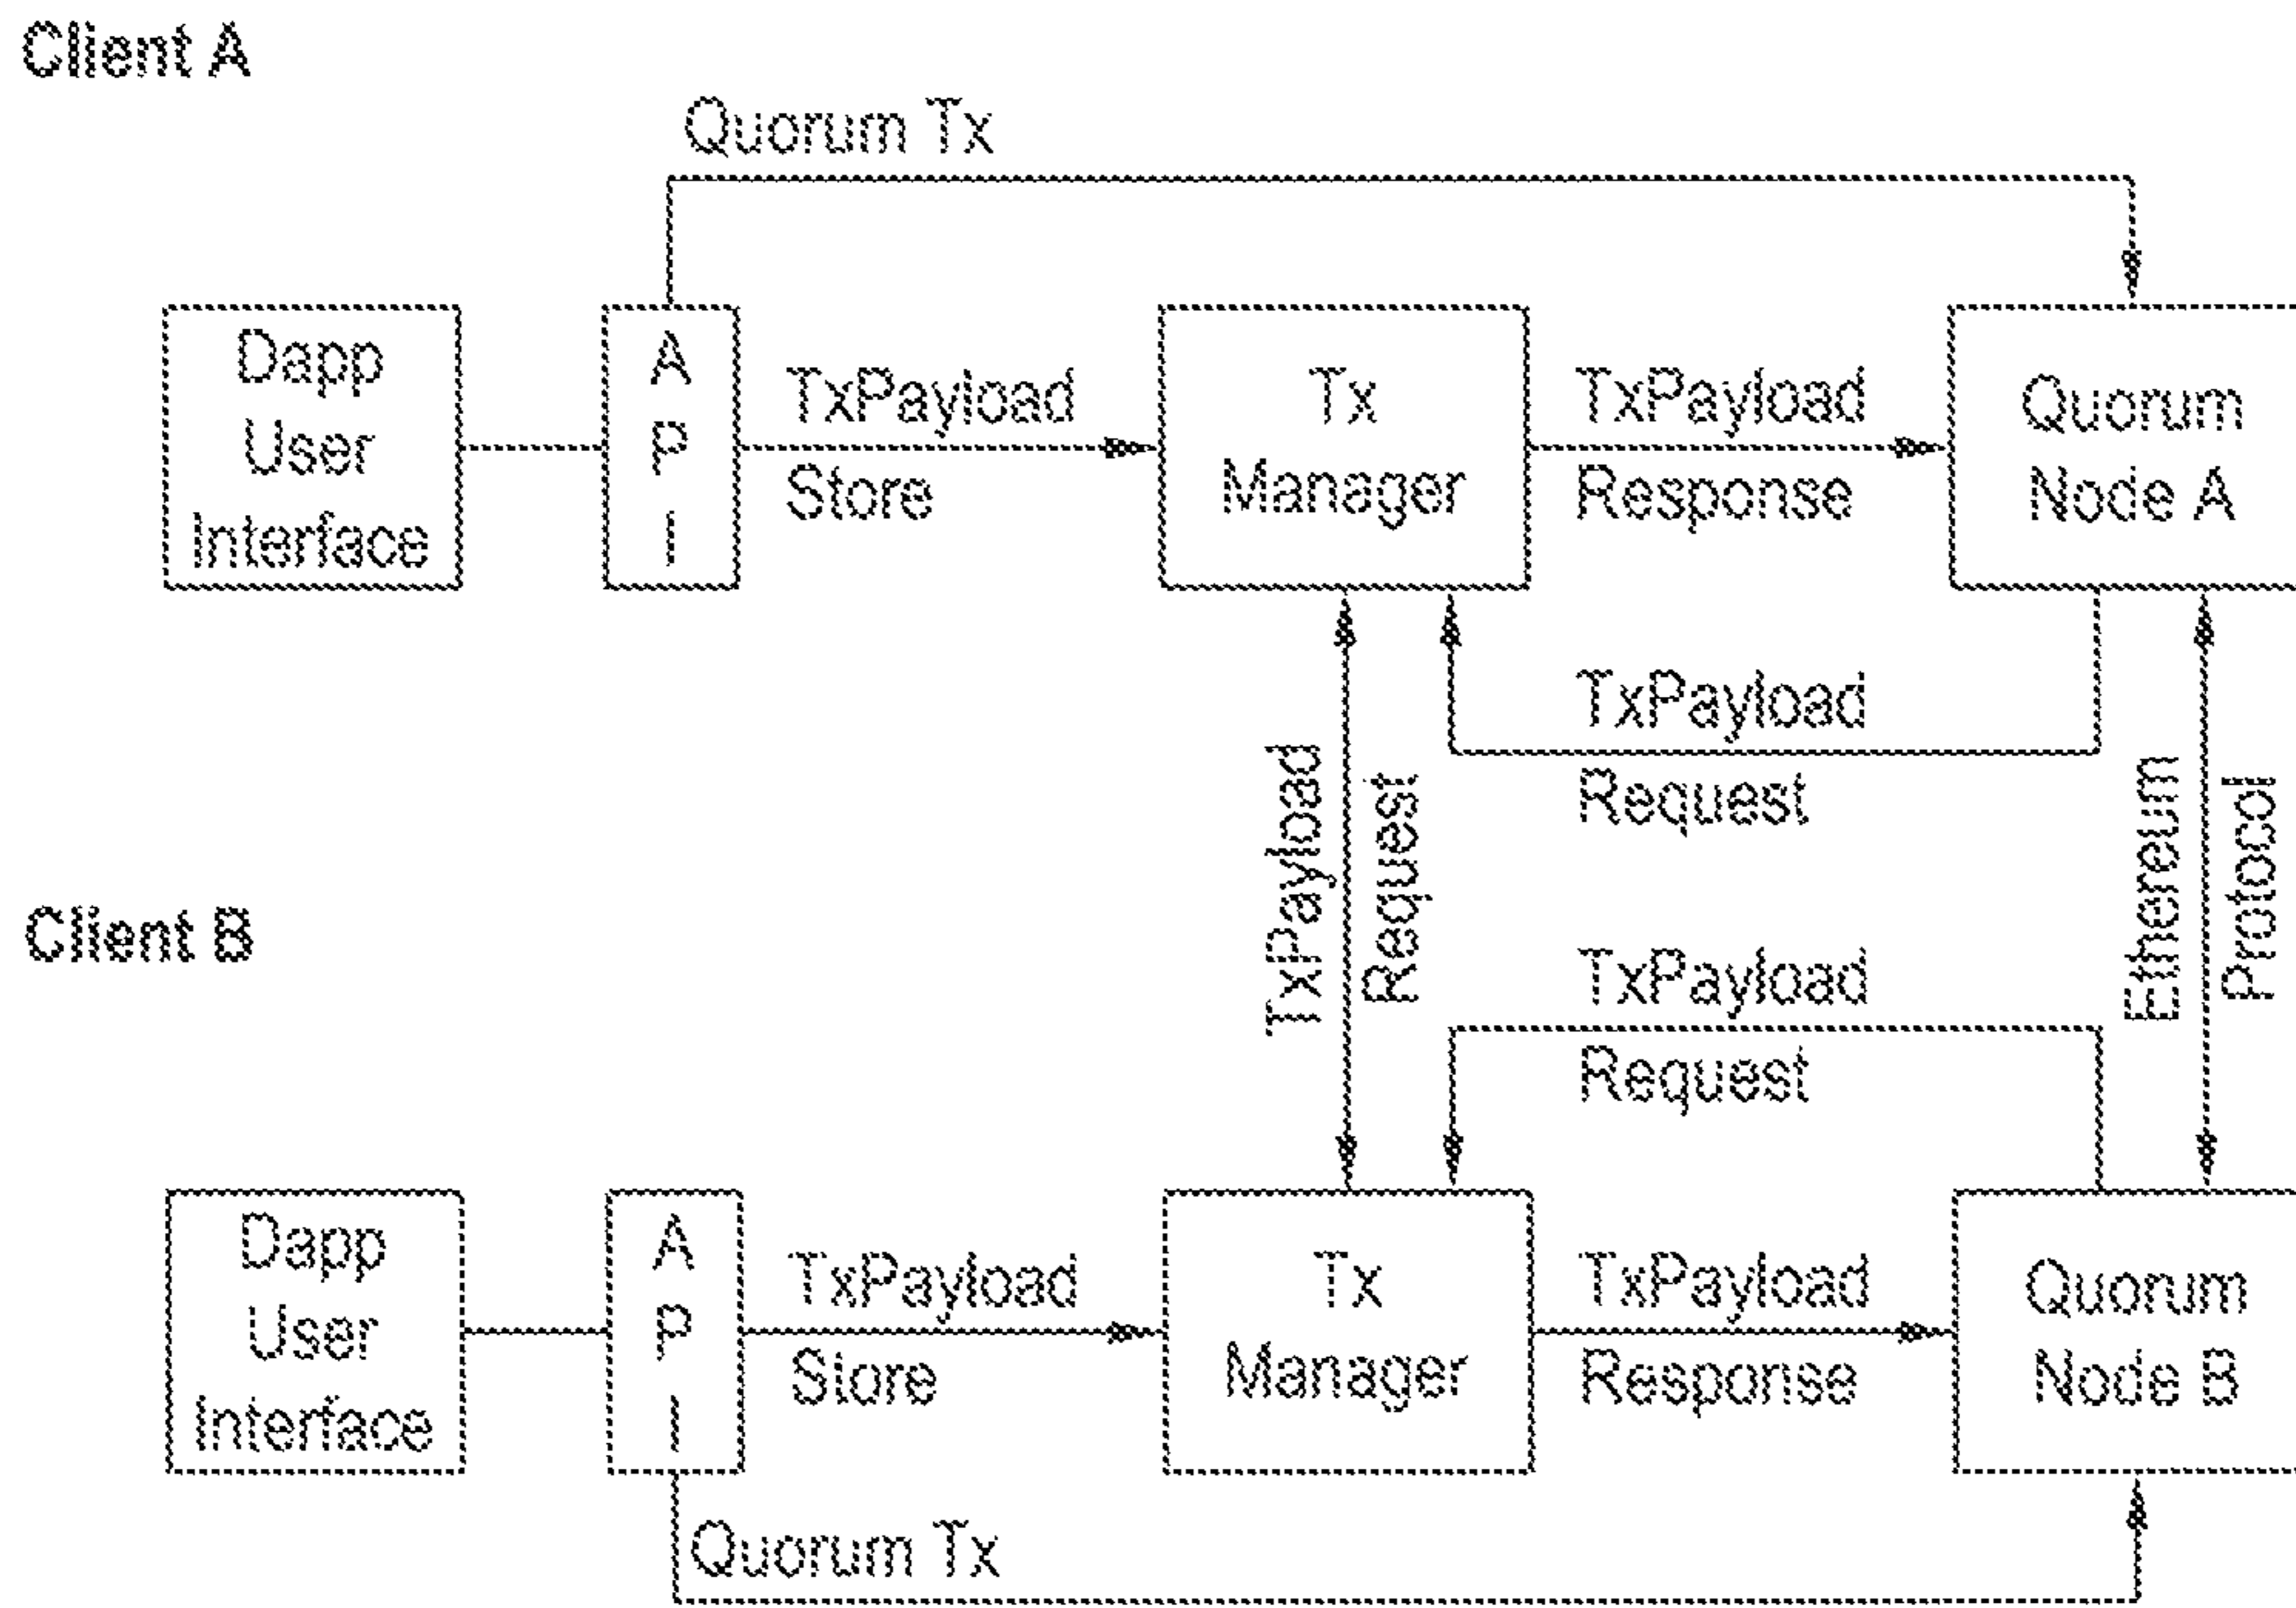 Client A
Quorum Tx
Dapp
User
Interface
A
P
I
TxPayload
Store
Tx
Manager
TxPayload
Response
Quorum
Node A
TxPayload
Request
TxPayload
Request
Ethereum
Protocol
Client B
TxPayload
Request
Dapp
User
Interface
A
P
I
TxPayload
Store
Tx
Manager
TxPayload
Response
Quorum
Node B
Quorum Tx